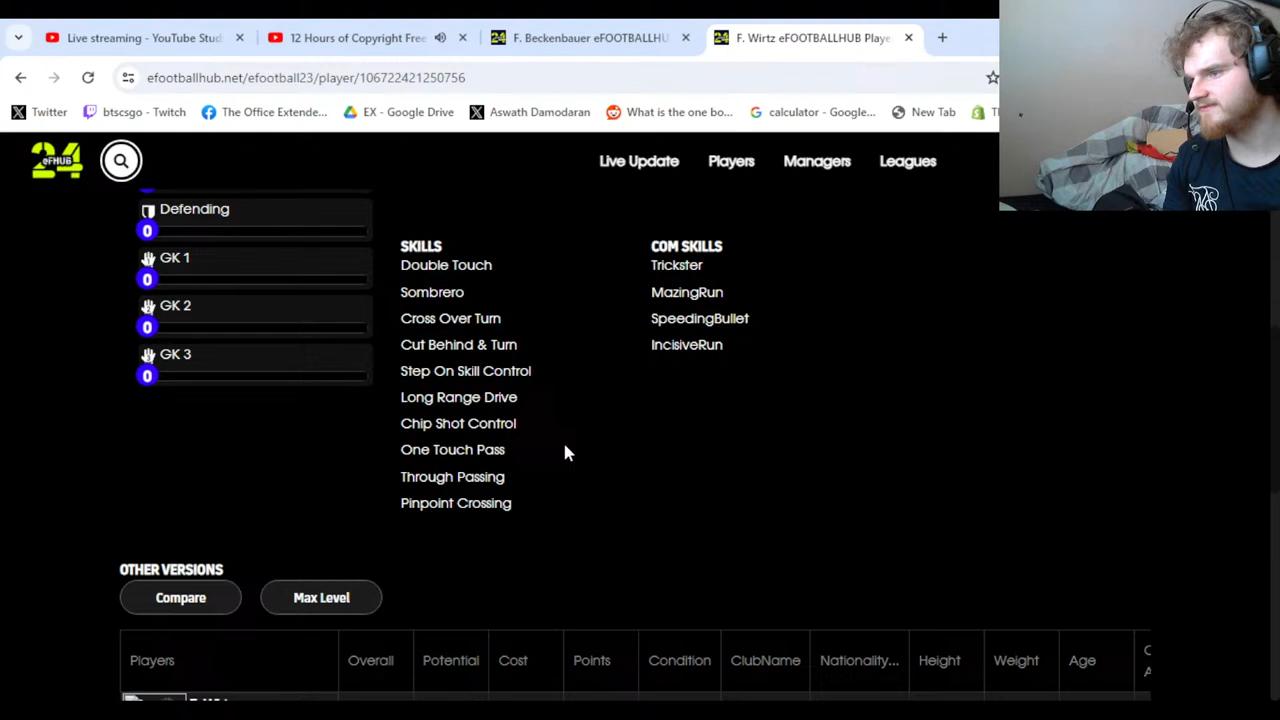 Live streaming - YouTube Stud
12 Hours of Copyright Free
F. Beckenbauer eFOOTBALLHU
F. Wirtz eFOOTBALLHUB Playe
efootballhub.net/efootball23/player/106722421250756
Twitter
btscsgo - Twitch
The Office Extende...
EX - Google Drive
Aswath Damodaran
What is the one bo...
calculator - Google...
New Tab
24
eFHUB
Live Update
Players
Managers
Leagues
Defending
0
GK 1
0
GK 2
0
GK 3
0
SKILLS
Double Touch
Sombrero
Cross Over Turn
Cut Behind & Turn
Step On Skill Control
Long Range Drive
Chip Shot Control
One Touch Pass
Through Passing
Pinpoint Crossing
COM SKILLS
Trickster
MazingRun
SpeedingBullet
IncisiveRun
OTHER VERSIONS
Compare
Max Level
Players
Overall
Potential
Cost
Points
Condition
ClubName
Nationality...
Height
Weight
Age